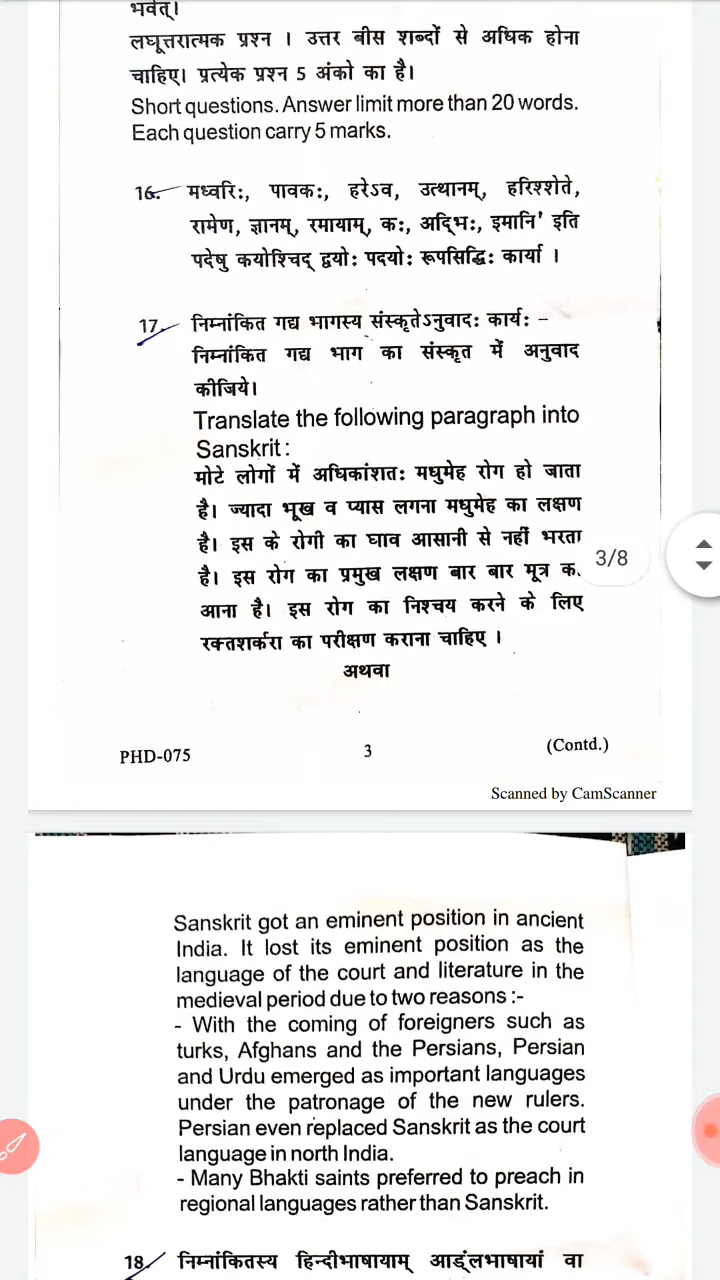 भवेत्।
लघूत्तरात्मक प्रश्न । उत्तर बीस शब्दों से अधिक होना
चाहिए। प्रत्येक प्रश्न 5 अंको का है।
Short questions. Answer limit more than 20 words.
Each question carry 5 marks.
16. मध्वरिः, पावकः, हरेऽव, उत्थानम्, हरिश्शेते,
रामेण, ज्ञानम्, रमायाम्, कः, अद्भिः, इमानि' इति
पदेषु कयोश्चिद् द्वयोः पदयोः रूपसिद्धिः कार्या ।
17. निम्नांकित गद्य भागस्य संस्कृतेऽनुवादः कार्यः –
निम्नांकित गद्य भाग का संस्कृत में अनुवाद
कीजिये।
Translate the following paragraph into
Sanskrit :
मोटे लोगों में अधिकांशतः मधुमेह रोग हो जाता
है। ज्यादा भूख व प्यास लगना मधुमेह का लक्षण
है। इस के रोगी का घाव आसानी से नहीं भरता
3/8
है। इस रोग का प्रमुख लक्षण बार बार मूत्र का
आना है। इस रोग का निश्चय करने के लिए
रक्तशर्करा का परीक्षण कराना चाहिए ।
अथवा
PHD-075 3 (Contd.)
Scanned by CamScanner
Sanskrit got an eminent position in ancient
India. It lost its eminent position as the
language of the court and literature in the
medieval period due to two reasons :-
- With the coming of foreigners such as
turks, Afghans and the Persians, Persian
and Urdu emerged as important languages
under the patronage of the new rulers.
Persian even replaced Sanskrit as the court
language in north India.
- Many Bhakti saints preferred to preach in
regional languages rather than Sanskrit.
18. निम्नांकितस्य हिन्दीभाषायाम् आड्ंलभाषायां वा